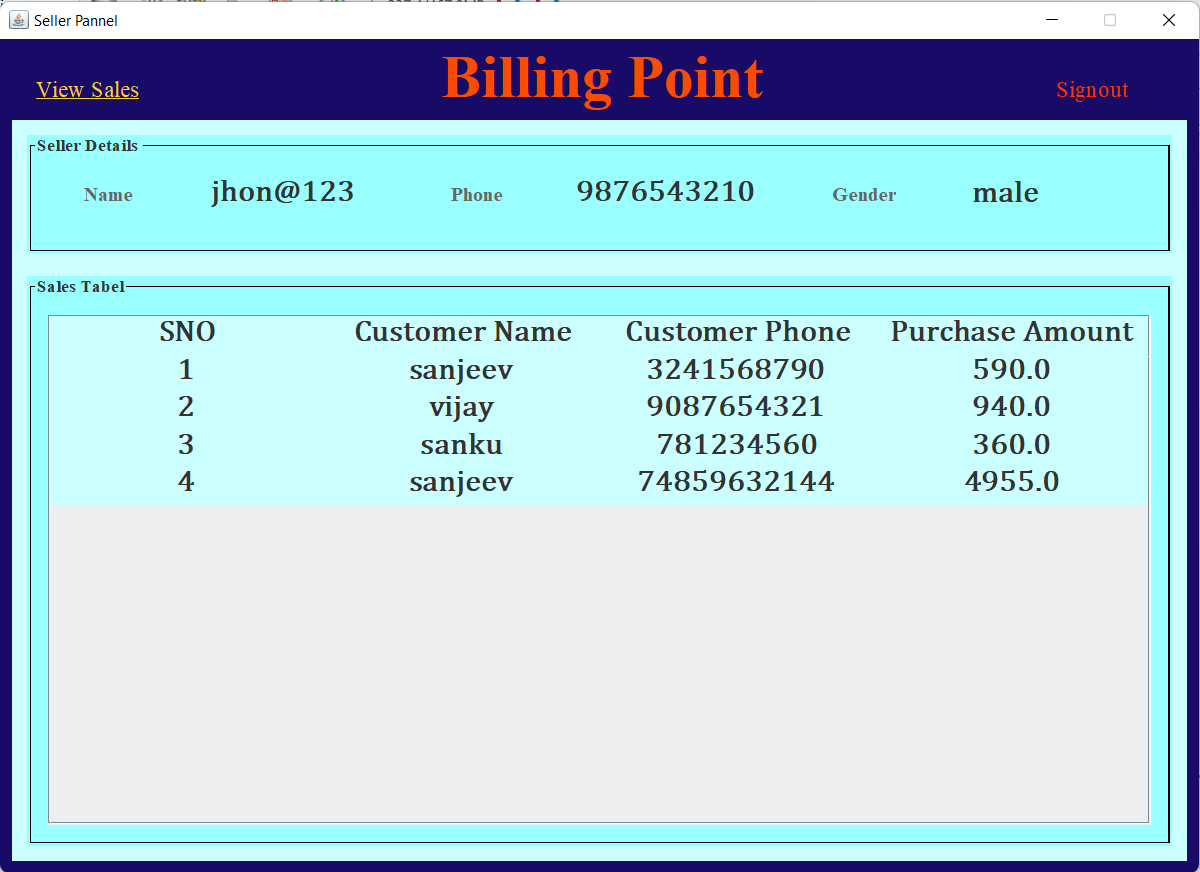 Seller Pannel
Billing Point
View Sales
Signout
Seller Details
Name jhon@123 Phone 9876543210 Gender male
Sales Tabel
SNO Customer Name Customer Phone Purchase Amount
1 sanjeev 3241568790 590.0
2 vijay 9087654321 940.0
3 sanku 781234560 360.0
4 sanjeev 74859632144 4955.0